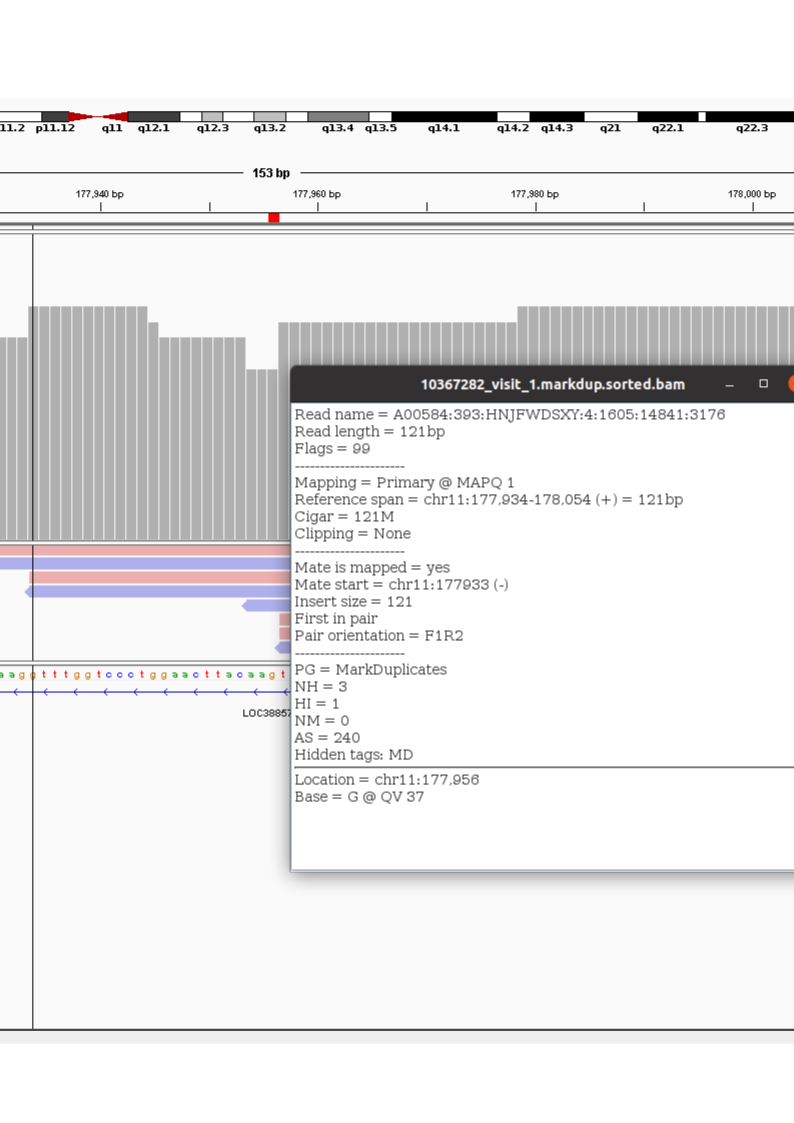 11.2 p11.12 q11 q12.1 q12.3 q13.2 q13.4 q13.5 q14.1 q14.2 q14.3 q21 q22.1 q22.3
153 bp
177,940 bp 177,960 bp 177,980 bp 178,000 bp
10367282_visit_1.markdup.sorted.bam
Read name = A00584:393:HNJFWDSXY:4:1605:14841:3176
Read length = 121bp
Flags = 99
----------------------
Mapping = Primary @ MAPQ 1
Reference span = chr11:177,934-178,054 (+) = 121bp
Cigar = 121M
Clipping = None
----------------------
Mate is mapped = yes
Mate start = chr11:177933 (-)
Insert size = 121
First in pair
Pair orientation = F1R2
----------------------
PG = MarkDuplicates
NH = 3
HI = 1
NM = 0
AS = 240
Hidden tags: MD
Location = chr11:177,956
Base = G @ QV 37
a a g g t t t g g t c c c t g g a a c t t a c a a g t
LOC38857